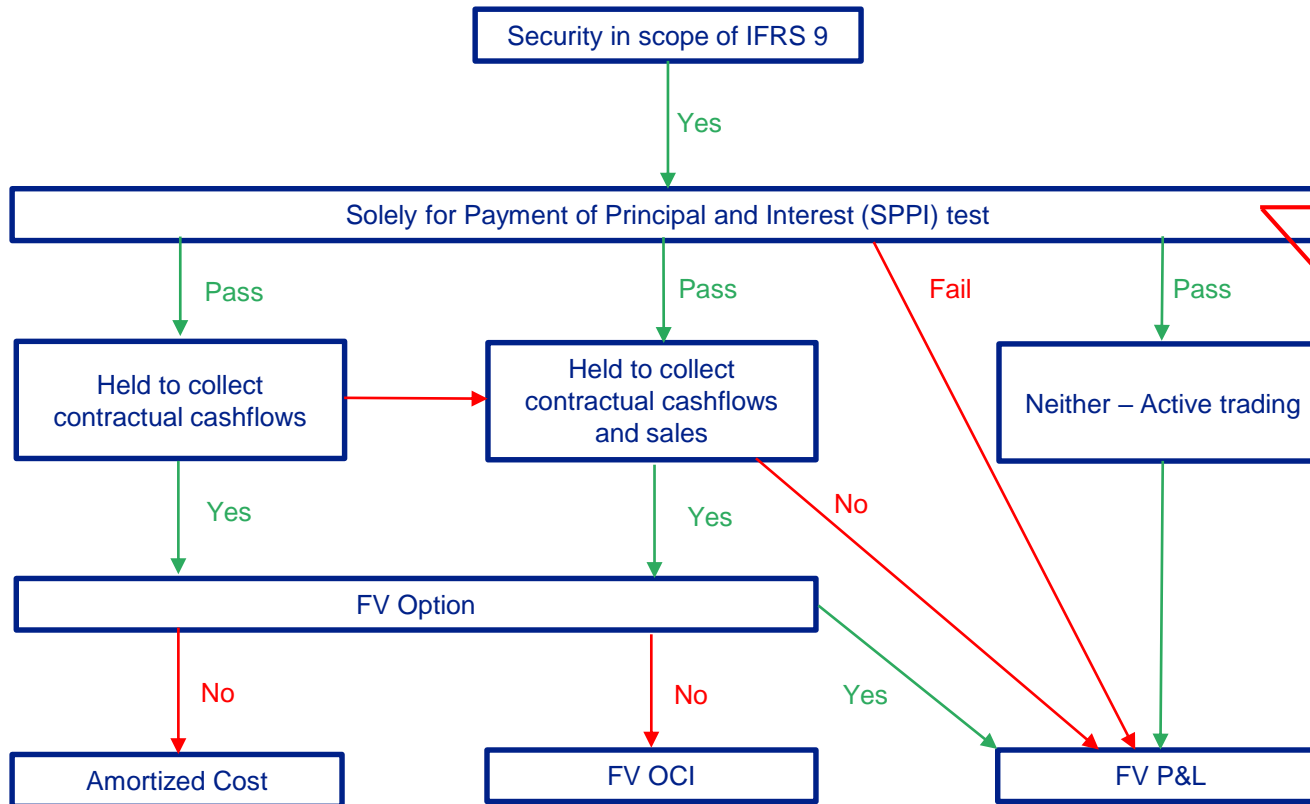 Security in scope of IFRS 9
Yes
Solely for Payment of Principal and Interest (SPPI) test
Pass
Pass
Fail
Pass
Held to collect
contractual cashflows
Held to collect
contractual cashflows
and sales
Neither – Active trading
Yes
Yes
No
FV Option
No
No
Yes
Amortized Cost
FV OCI
FV P&L